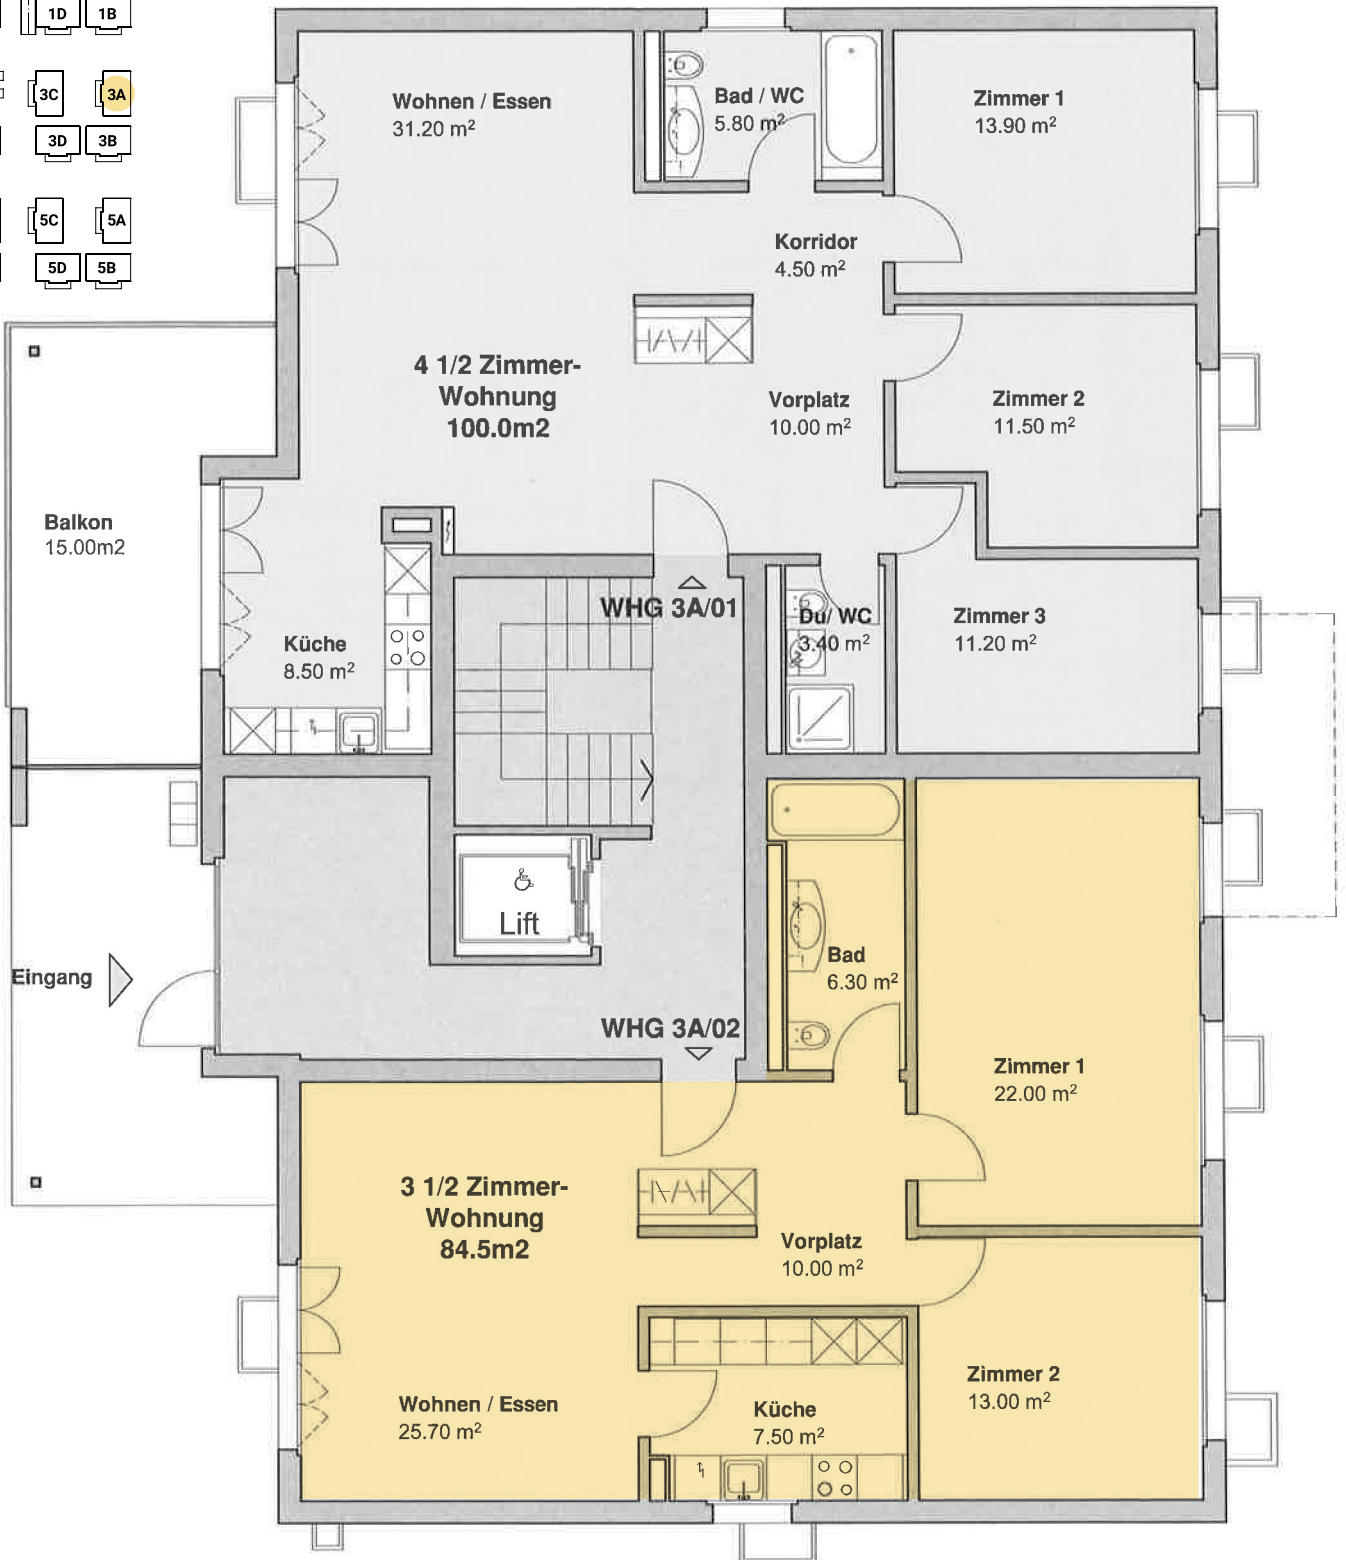 1D 1B
3C 3A
3D 3B
5C 5A
5D 5B
Wohnen / Essen
31.20 m²
Bad / WC
5.80 m²
Zimmer 1
13.90 m²
Korridor
4.50 m²
4 1/2 Zimmer-
Wohnung
100.0m2
Vorplatz
10.00 m²
Zimmer 2
11.50 m²
Balkon
15.00m2
Küche
8.50 m²
WHG 3A/01
Du/ WC
3.40 m²
Zimmer 3
11.20 m²
Lift
Eingang
Bad
6.30 m²
WHG 3A/02
Zimmer 1
22.00 m²
3 1/2 Zimmer-
Wohnung
84.5m2
Vorplatz
10.00 m²
Wohnen / Essen
25.70 m²
Küche
7.50 m²
Zimmer 2
13.00 m²